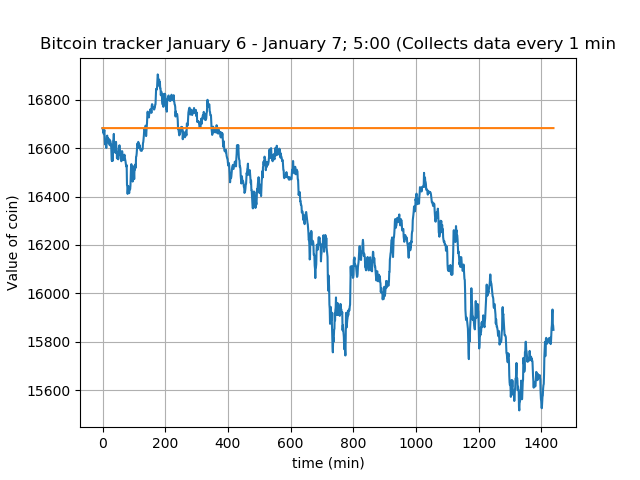 Bitcoin tracker January 6 - January 7; 5:00 (Collects data every 1 min
16800
16600
16400
16200
16000
15800
15600
Value of coin)
0 200 400 600 800 1000 1200 1400
time (min)